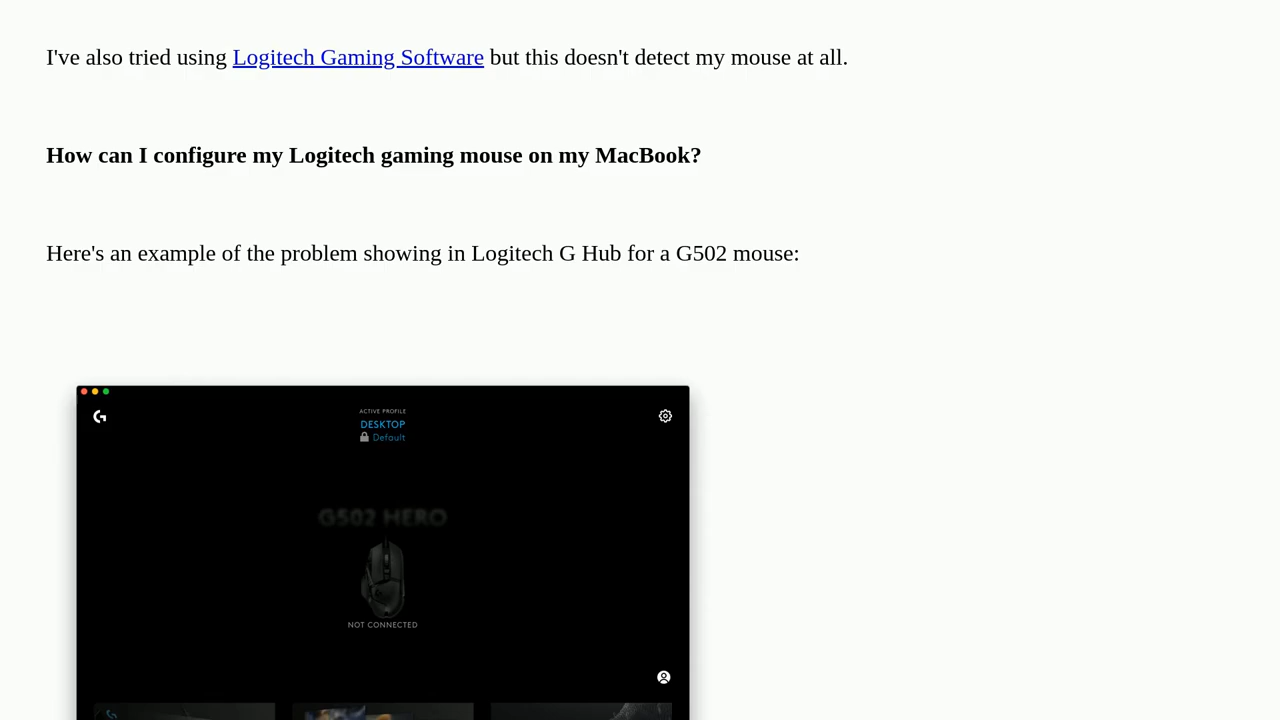 I've also tried using Logitech Gaming Software but this doesn't detect my mouse at all.
How can I configure my Logitech gaming mouse on my MacBook?
Here's an example of the problem showing in Logitech G Hub for a G502 mouse:
ACTIVE PROFILE
DESKTOP
Default
G502 HERO
NOT CONNECTED